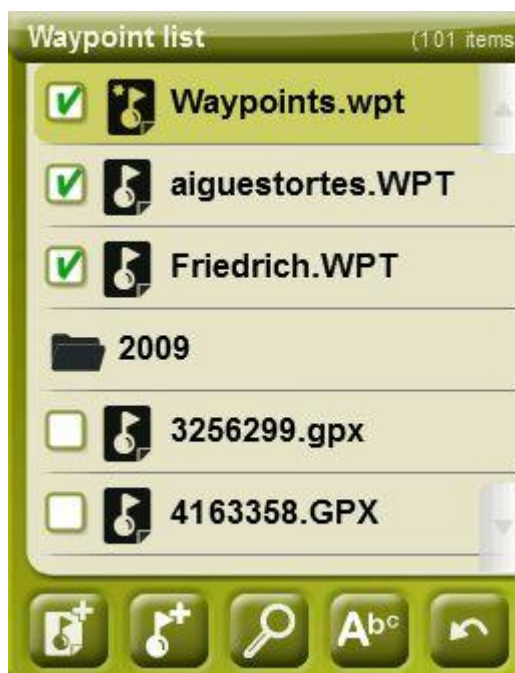 Waypoint list (101 items
Waypoints.wpt
aiguestortes.WPT
Friedrich.WPT
2009
3256299.gpx
4163358.GPX
Abc